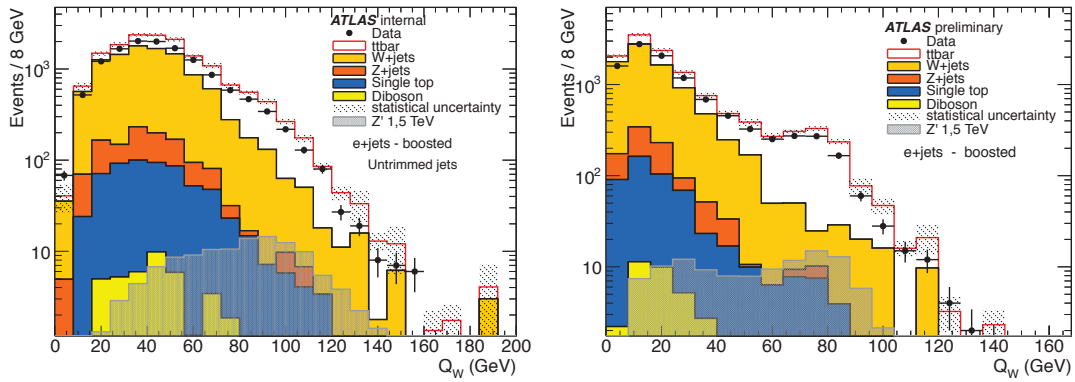 Events / 8 GeV
10³
10²
10
ATLAS internal
Data
ttbar
W+jets
Z+jets
Single top
Diboson
statistical uncertainty
Z' 1,5 TeV
e+jets - boosted
Untrimmed jets
0 20 40 60 80 100 120 140 160 180 200
Q_W (GeV)
Events / 8 GeV
10³
10²
10
ATLAS preliminary
Data
ttbar
W+jets
Z+jets
Single top
Diboson
statistical uncertainty
Z' 1,5 TeV
e+jets - boosted
0 20 40 60 80 100 120 140 160
Q_W (GeV)